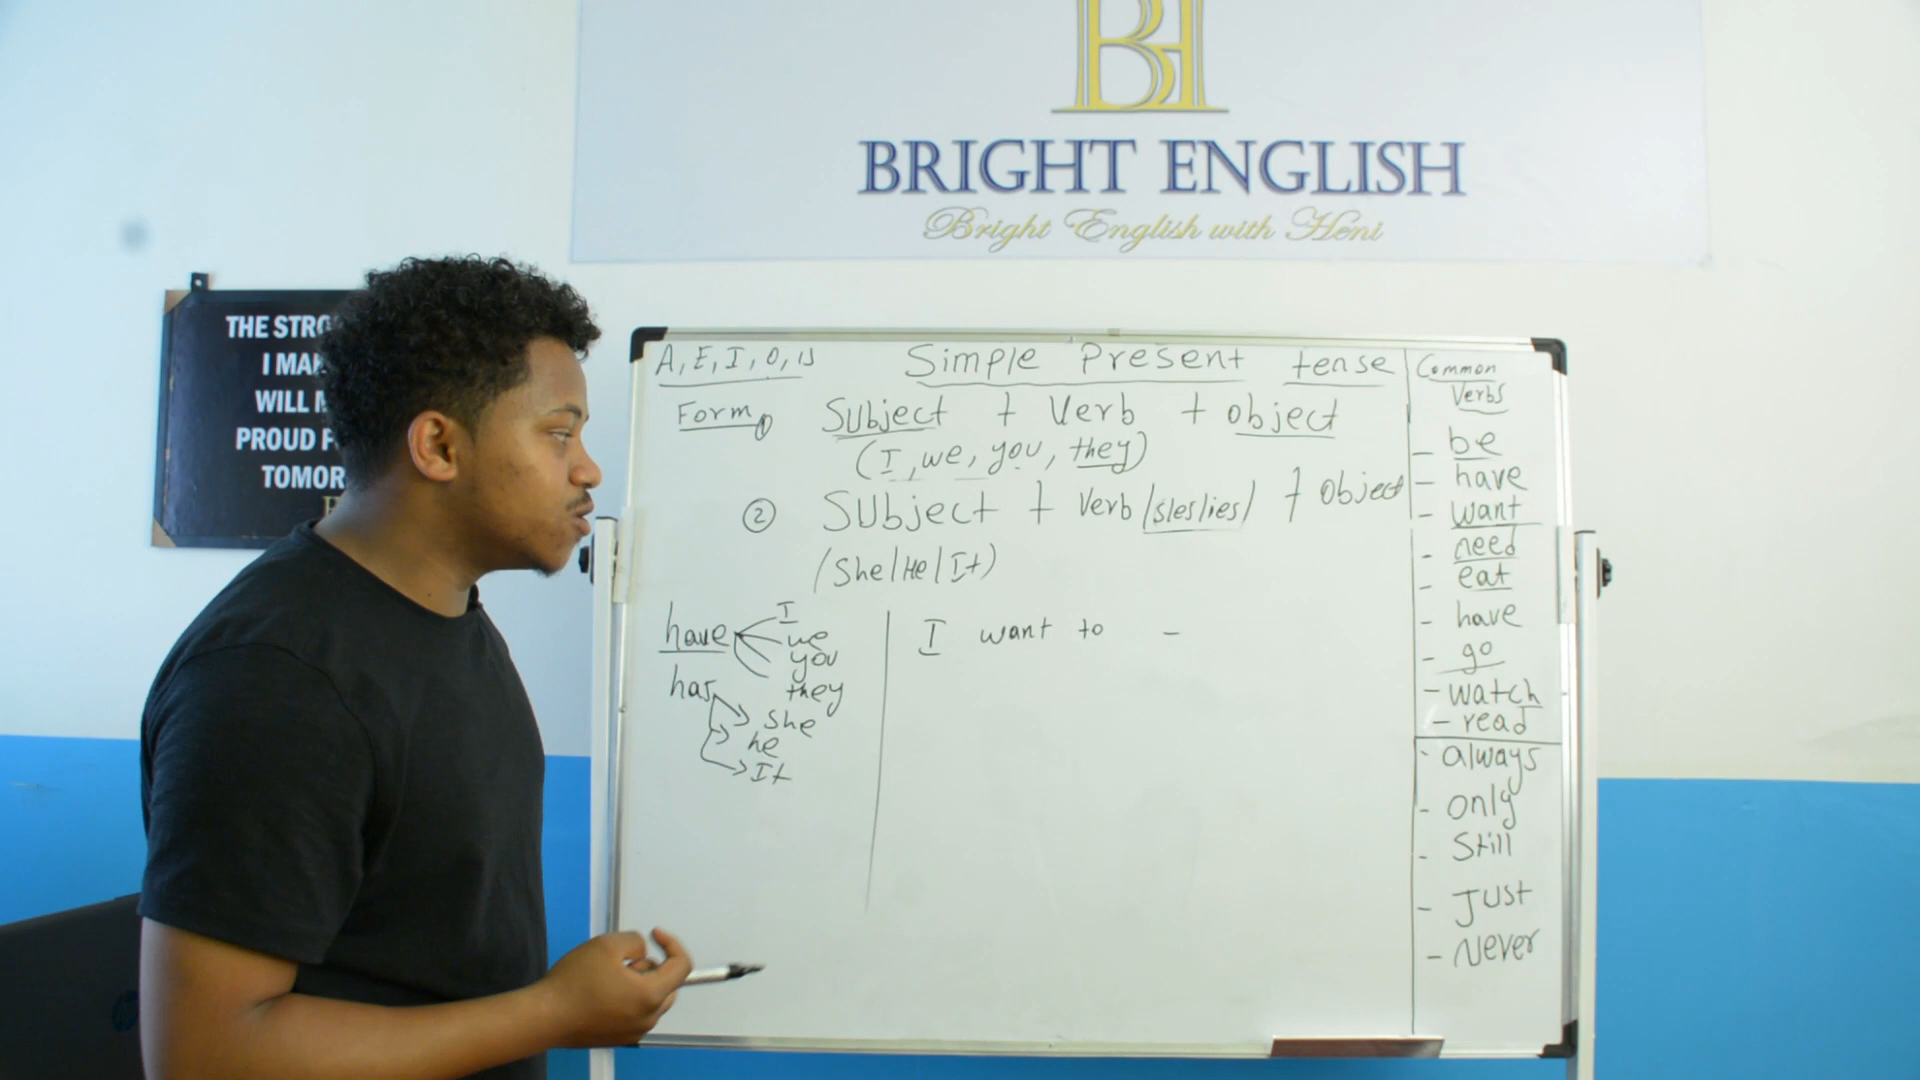 BH
BRIGHT ENGLISH
Bright English with Heni
THE STRO
I MAK
WILL M
PROUD F
TOMOR
A, E, I, O, U
Simple Present tense
Form ① Subject + Verb + object
(I, we, you, they)
② Subject + Verb /s/es/ies/ + Object
(She/He/It)
have
I
we
you
they
has
she
he
It
I want to -
Common
Verbs
- be
- have
- want
- need
- eat
- have
- go
- watch
- read
- always
- only
- Still
- Just
- Never